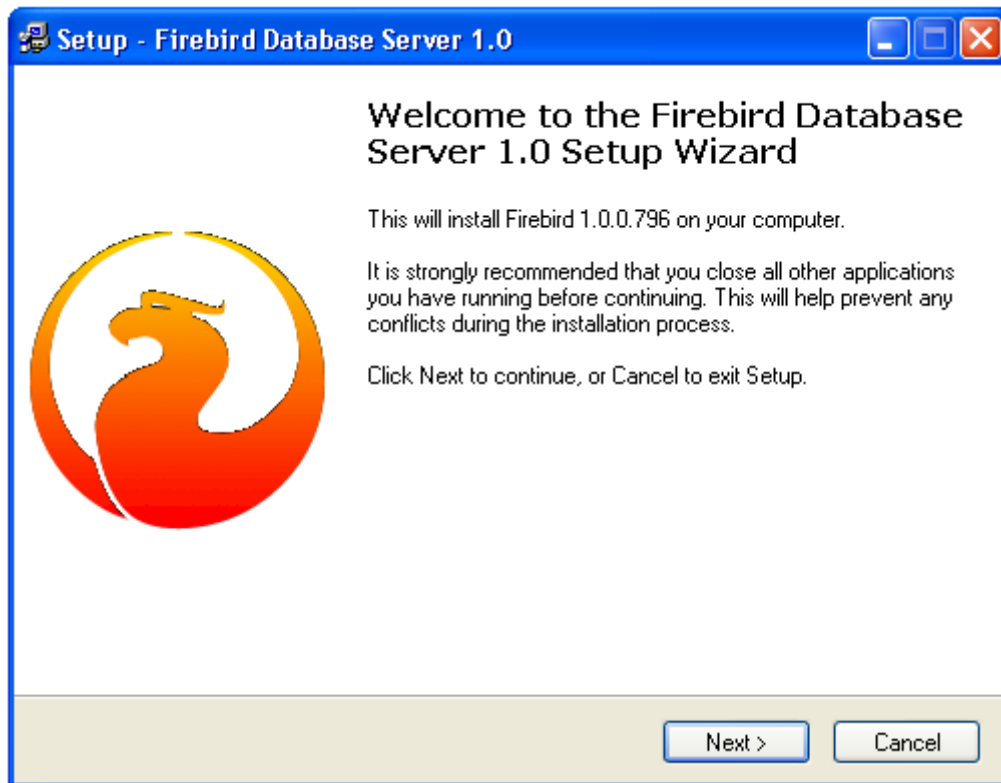 Setup - Firebird Database Server 1.0
Welcome to the Firebird Database
Server 1.0 Setup Wizard
This will install Firebird 1.0.0.796 on your computer.
It is strongly recommended that you close all other applications
you have running before continuing. This will help prevent any
conflicts during the installation process.
Click Next to continue, or Cancel to exit Setup.
Next >
Cancel